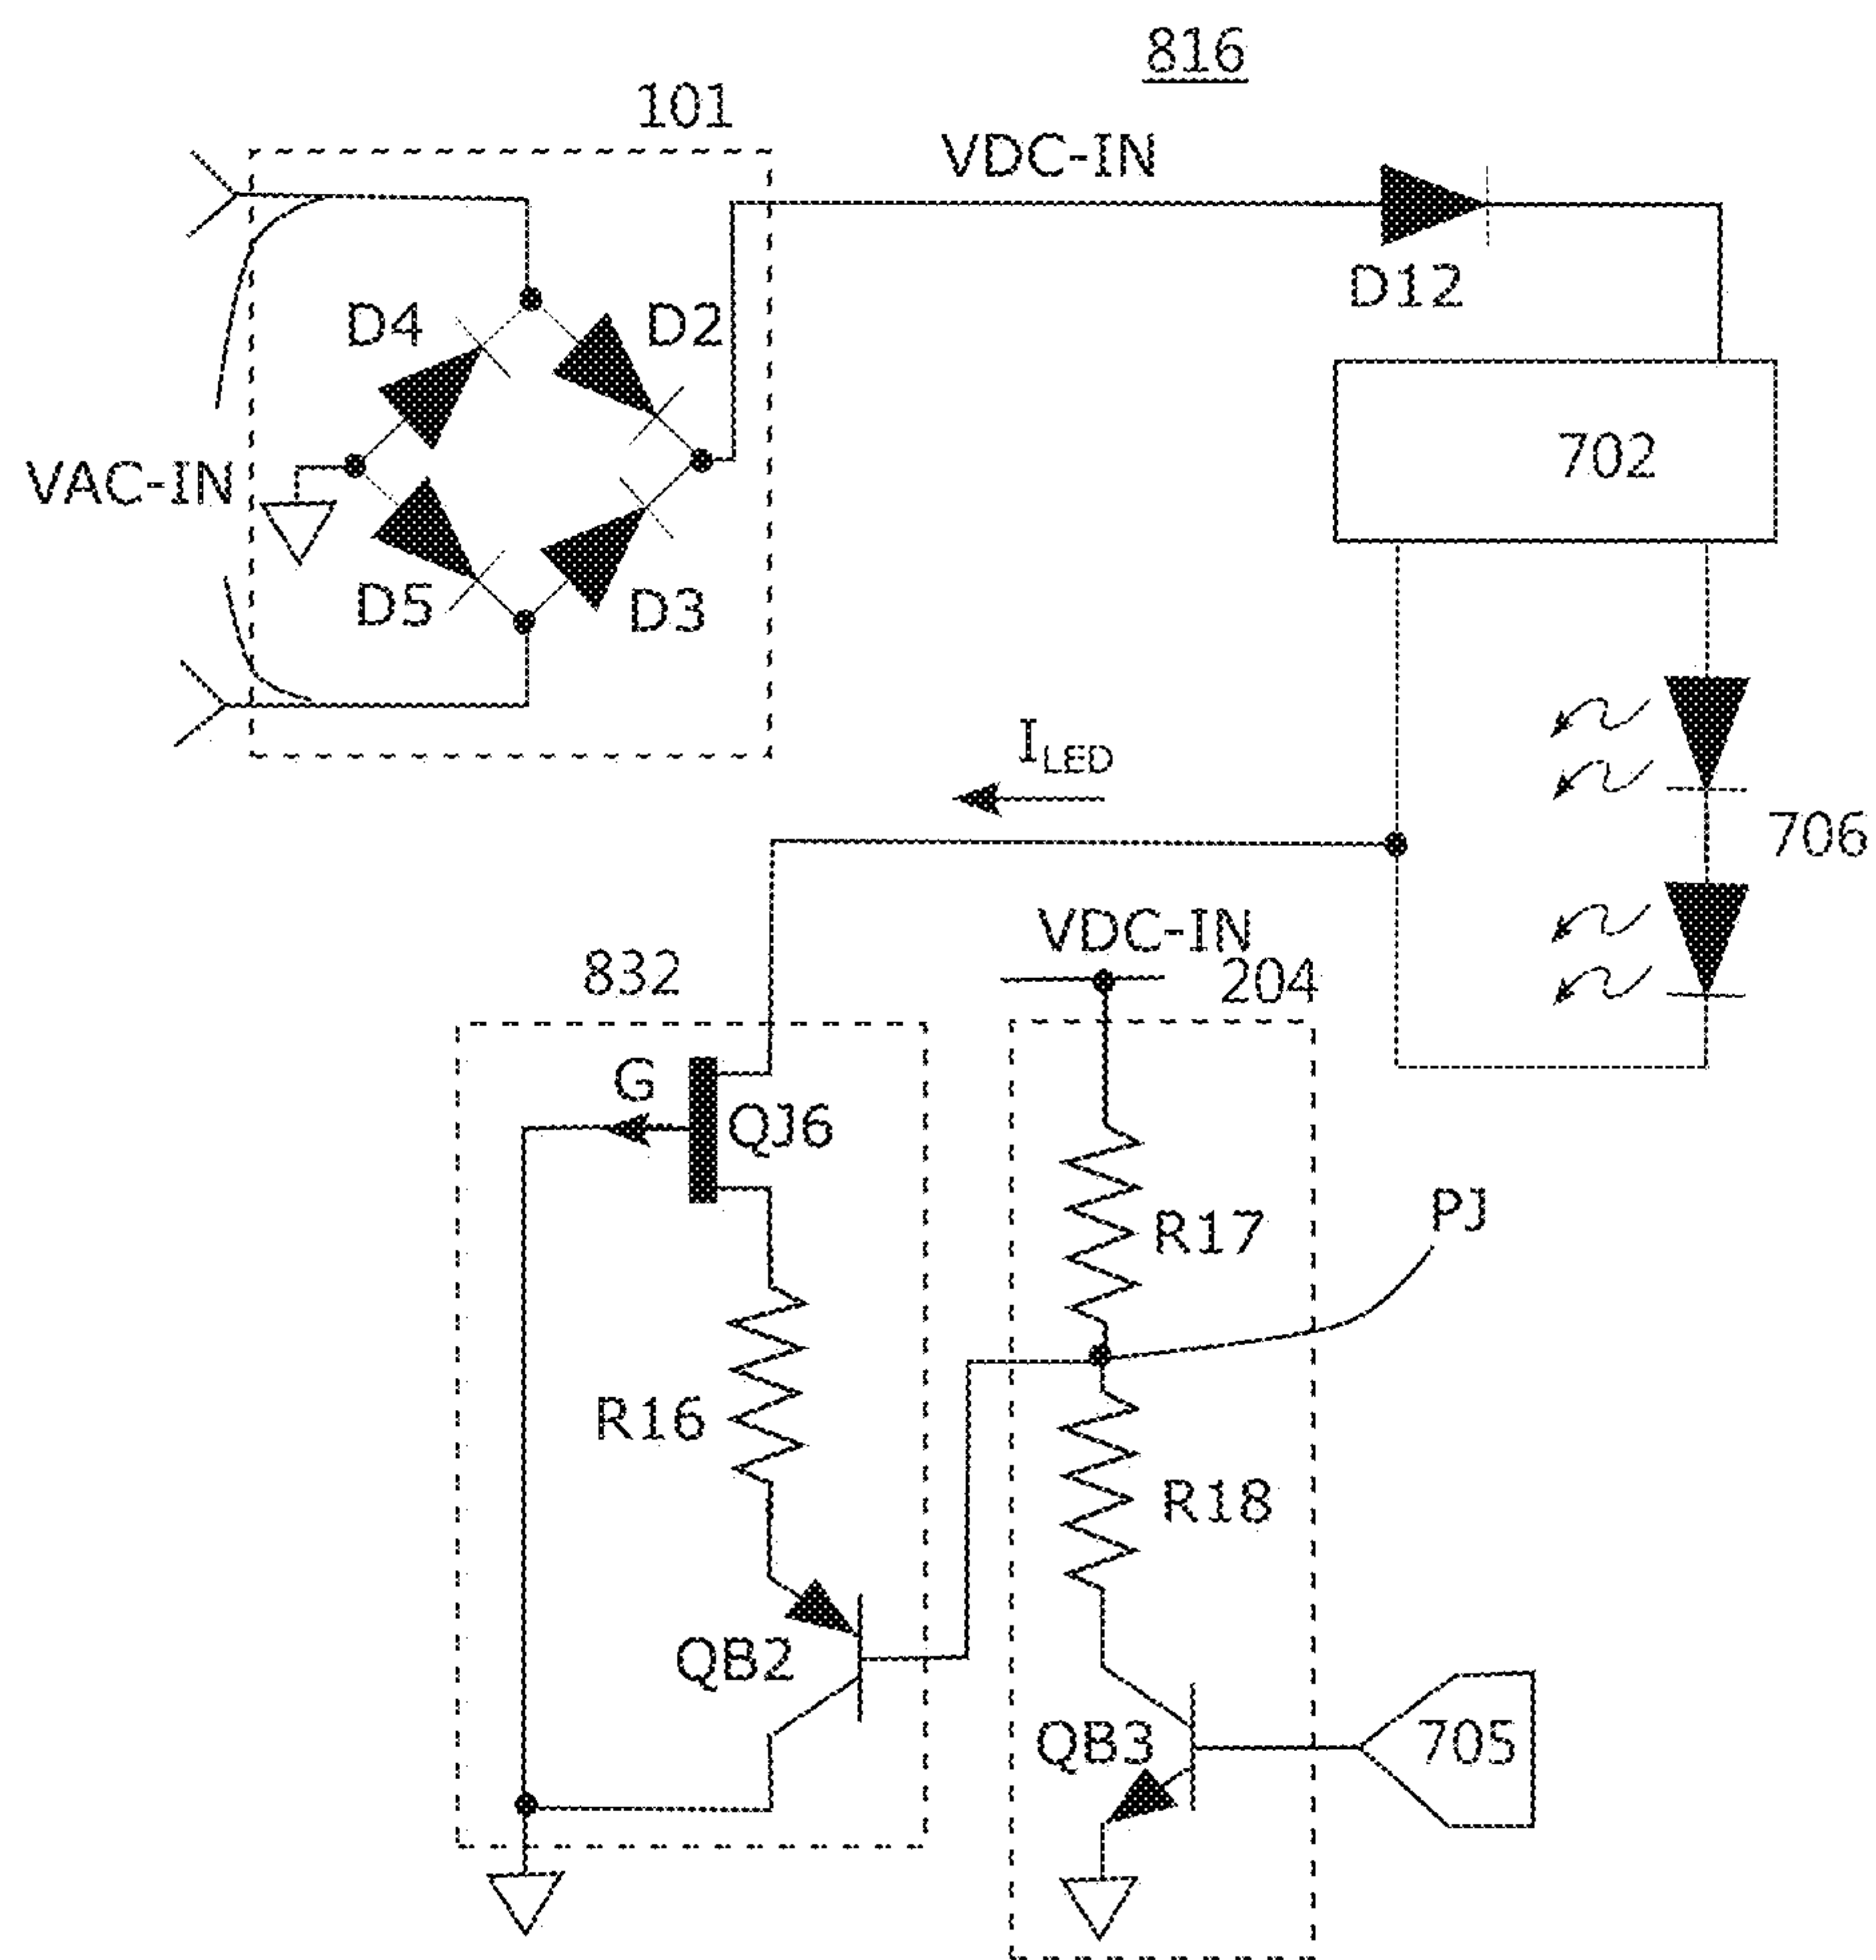 816
101
VDC-IN
D12
D4
D2
702
VAC-IN
D5
D3
I LED
706
VDC-IN
832
204
G
QJ6
R17
PJ
R16
R18
QB2
QB3
705